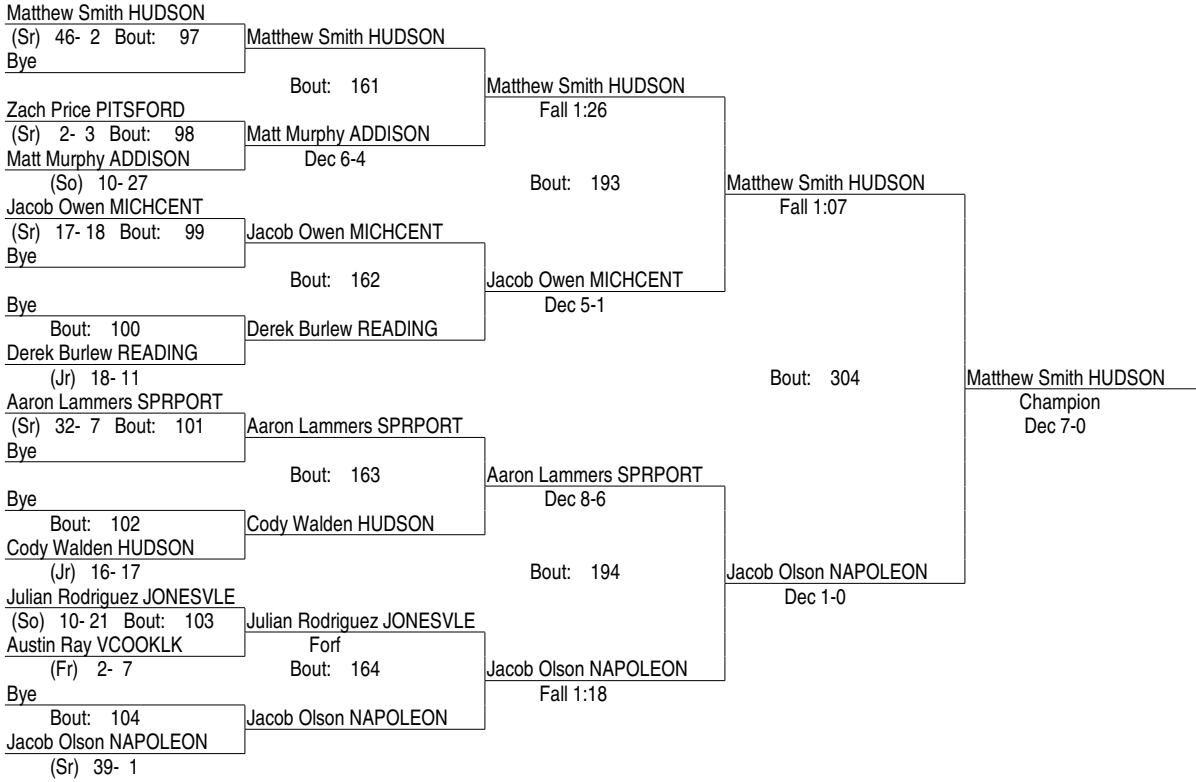 Matthew Smith HUDSON
(Sr) 46- 2 Bout: 97
Matthew Smith HUDSON
Bye
Bout: 161
Matthew Smith HUDSON
Zach Price PITSFORD
Fall 1:26
(Sr) 2- 3 Bout: 98
Matt Murphy ADDISON
Matt Murphy ADDISON
Dec 6-4
(So) 10- 27
Bout: 193
Matthew Smith HUDSON
Jacob Owen MICHCENT
Fall 1:07
(Sr) 17- 18 Bout: 99
Jacob Owen MICHCENT
Bye
Bout: 162
Jacob Owen MICHCENT
Bye
Dec 5-1
Bout: 100
Derek Burlew READING
Derek Burlew READING
(Jr) 18- 11
Bout: 304
Matthew Smith HUDSON
Aaron Lammers SPRPORT
Champion
(Sr) 32- 7 Bout: 101
Aaron Lammers SPRPORT
Dec 7-0
Bye
Bout: 163
Aaron Lammers SPRPORT
Bye
Dec 8-6
Bout: 102
Cody Walden HUDSON
Cody Walden HUDSON
(Jr) 16- 17
Bout: 194
Jacob Olson NAPOLEON
Julian Rodriguez JONESVLE
Dec 1-0
(So) 10- 21 Bout: 103
Julian Rodriguez JONESVLE
Austin Ray VCOOKLK
Forf
(Fr) 2- 7
Bout: 164
Jacob Olson NAPOLEON
Bye
Fall 1:18
Bout: 104
Jacob Olson NAPOLEON
Jacob Olson NAPOLEON
(Sr) 39- 1